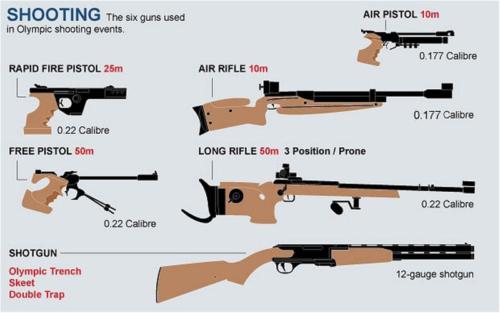 SHOOTING The six guns used
in Olympic shooting events.
AIR PISTOL 10m
0.177 Calibre
RAPID FIRE PISTOL 25m
0.22 Calibre
AIR RIFLE 10m
0.177 Calibre
FREE PISTOL 50m
0.22 Calibre
LONG RIFLE 50m 3 Position / Prone
0.22 Calibre
SHOTGUN
Olympic Trench
Skeet
Double Trap
12-gauge shotgun